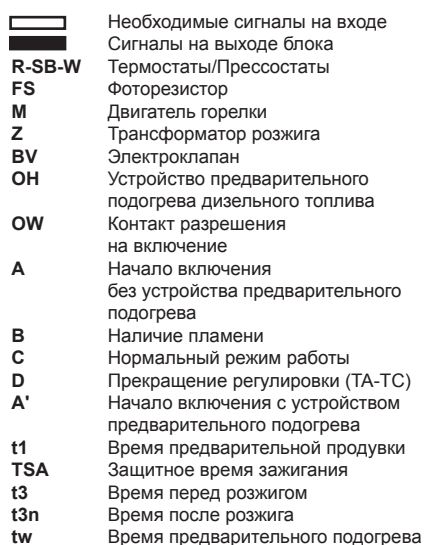 Необходимые сигналы на входе
Сигналы на выходе блока
R-SB-W Термостаты/Прессостаты
FS Фоторезистор
M Двигатель горелки
Z Трансформатор розжига
BV Электроклапан
OH Устройство предварительного
подогрева дизельного топлива
OW Контакт разрешения
на включение
A Начало включения
без устройства предварительного
подогрева
B Наличие пламени
C Нормальный режим работы
D Прекращение регулировки (TA-TC)
A' Начало включения с устройством
предварительного подогрева
t1 Время предварительной продувки
TSA Защитное время зажигания
t3 Время перед розжигом
t3n Время после розжига
tw Время предварительного подогрева